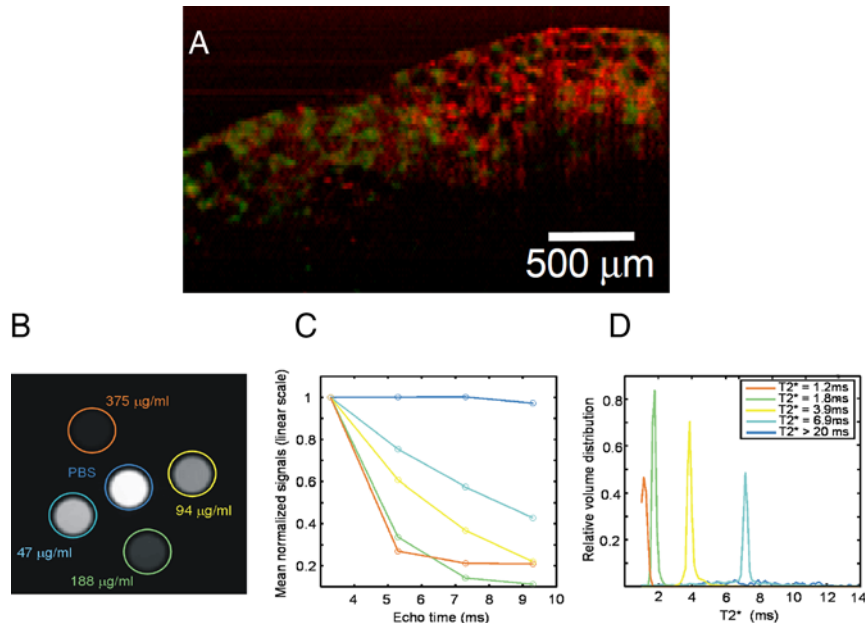 A
500 μm
B
375 μg/ml
PBS
94 μg/ml
47 μg/ml
188 μg/ml
C
Mean normalized signals (linear scale)
1
0.8
0.6
0.4
0.2
4 5 6 7 8 9 10
Echo time (ms)
D
Relative volume distribution
0.8
0.6
0.4
0.2
T2* = 1.2ms
T2* = 1.8ms
T2* = 3.9ms
T2* = 6.9ms
T2* > 20 ms
2 4 6 8 10 12 14
T2* (ms)